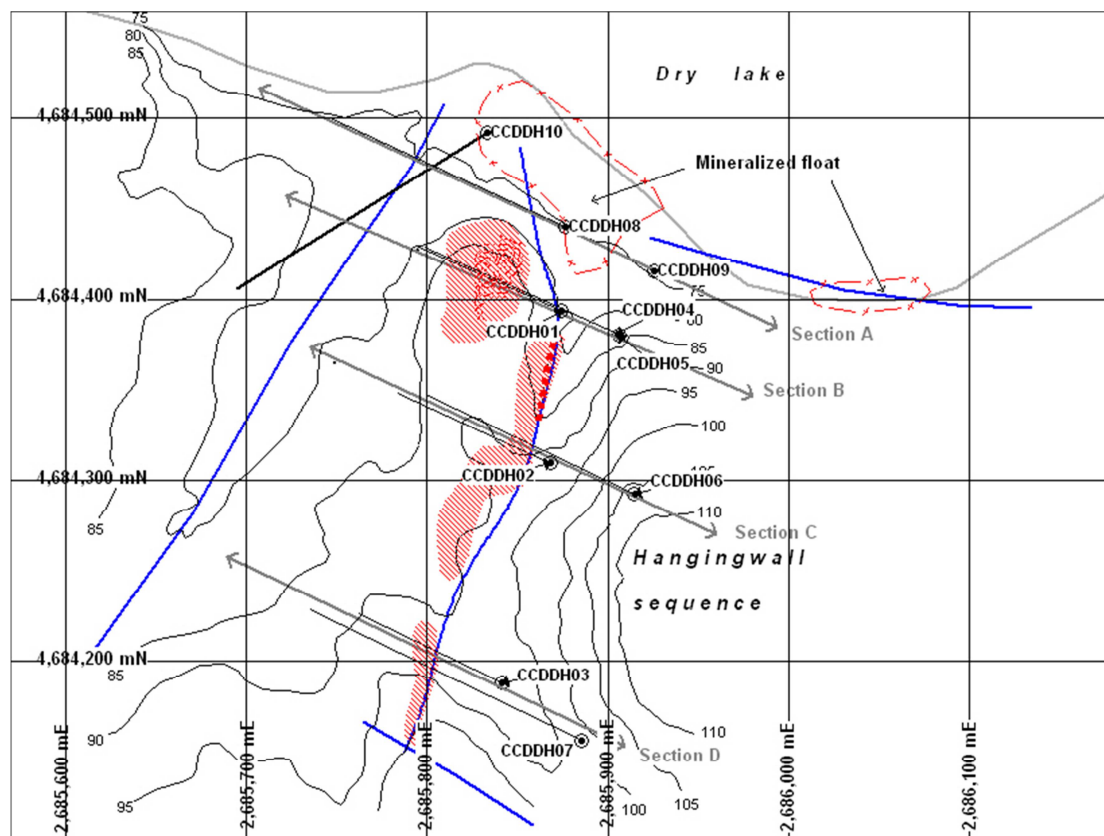 75
80
85
Dry lake
4,684,500 mN
CCDDH10
Mineralized float
CCDDH08
CCDDH09
75
4,684,400 mN
CCDDH04
80
CCDDH01
Section A
85
CCDDH05
90
95
Section B
100
105
CCDDH02
4,684,300 mN
CCDDH06
110
85
Section C
Hangingwall
sequence
4,684,200 mN
85
CCDDH03
90
110
CCDDH07
Section D
95
100
105
2,685,600 mE
2,685,700 mE
2,685,800 mE
2,685,900 mE
2,686,000 mE
2,686,100 mE